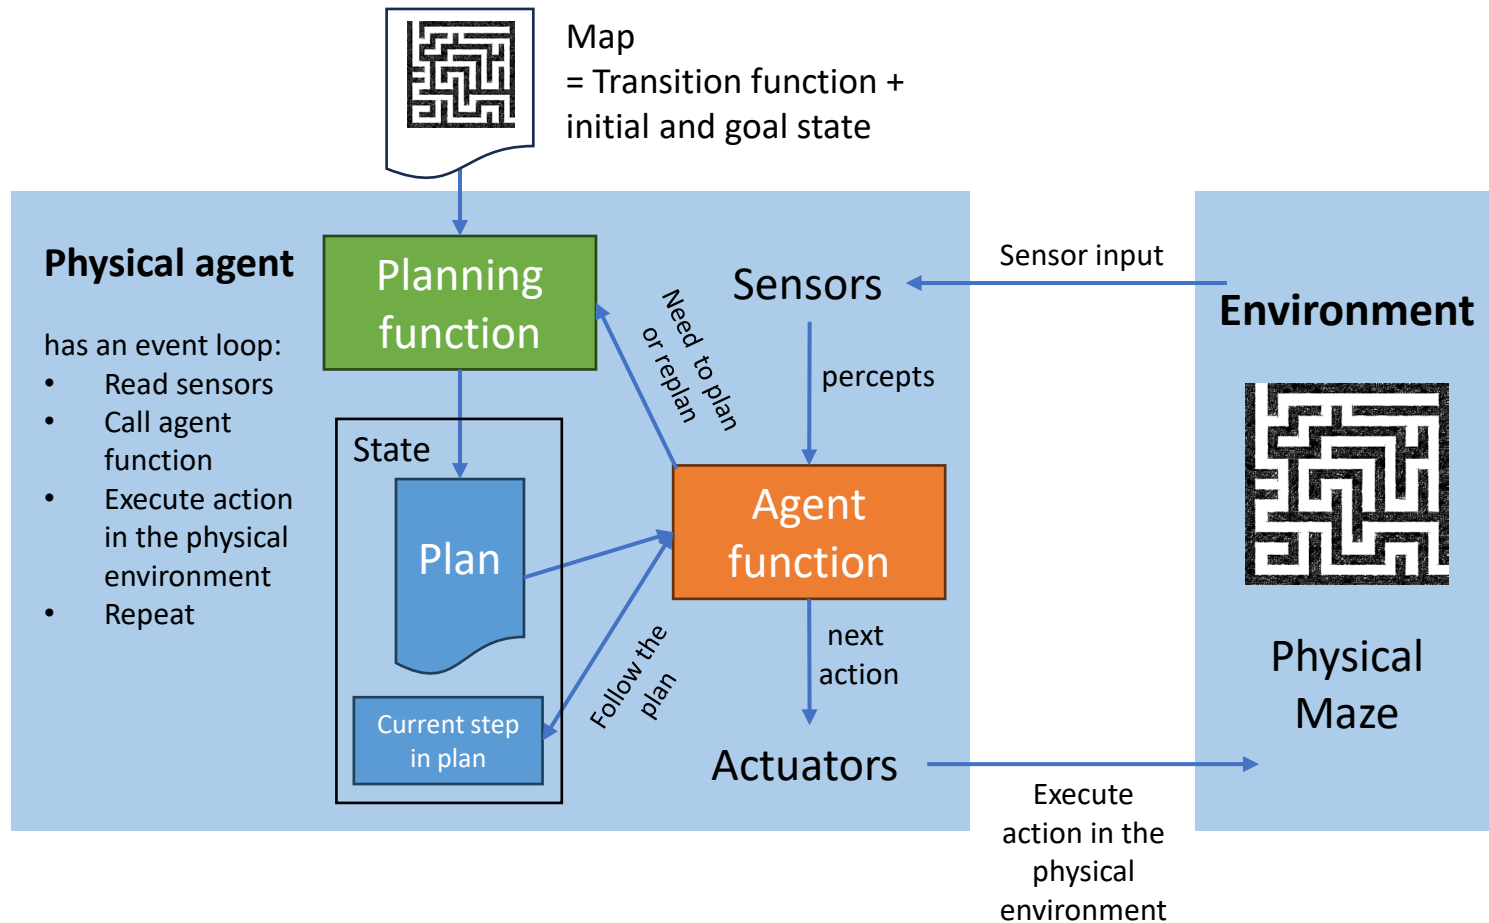 Map
= Transition function +
initial and goal state
Physical agent
has an event loop:
• Read sensors
• Call agent
function
• Execute action
in the physical
environment
• Repeat
Planning
function
Need to plan
or replan
State
Plan
Current step
in plan
Follow the
plan
Sensors
percepts
Agent
function
next
action
Actuators
Sensor input
Execute
action in the
physical
environment
Environment
Physical
Maze